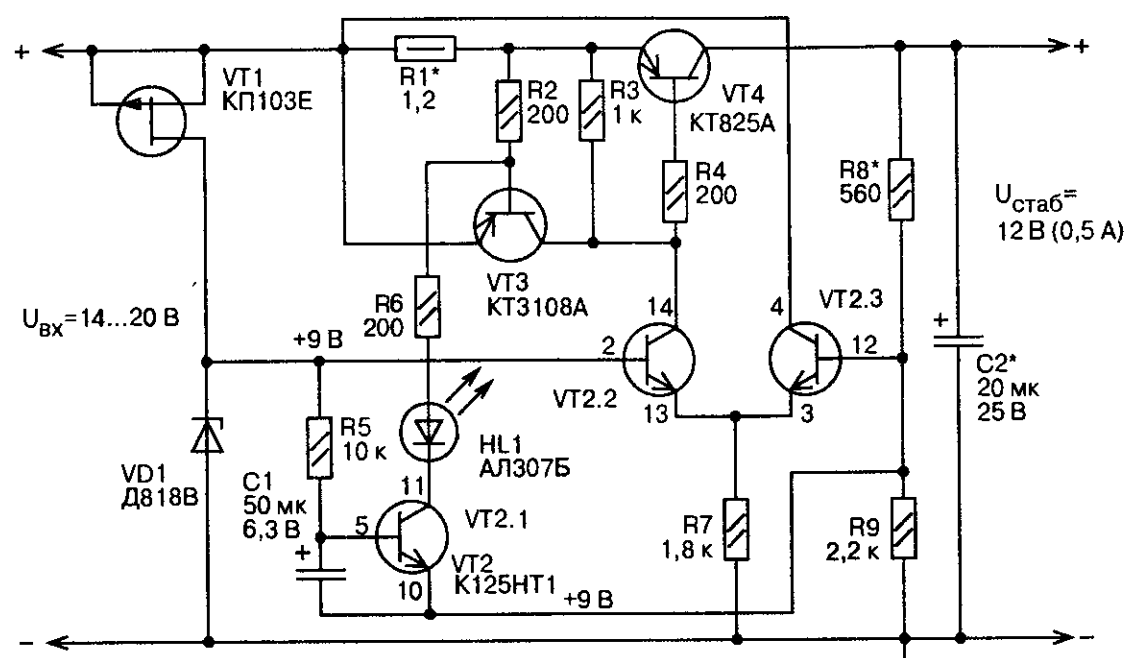 +
+
VT1
КП103Е
R1*
1,2
R2
200
R3
1 к
VT4
КТ825А
R4
200
R8*
560
Uстаб=
12 В (0,5 А)
VT3
КТ3108А
Uвх=14...20 В
R6
200
14
4
VT2.3
+9 В
2
12
+
VT2.2
13
3
C2*
20 мк
25 В
R5
10 к
HL1
АЛ307Б
VD1
Д818В
C1
50 мк
6,3 В
11
VT2.1
5
R7
1,8 к
R9
2,2 к
+
VT2
К125НТ1
10
+9 В
−
−